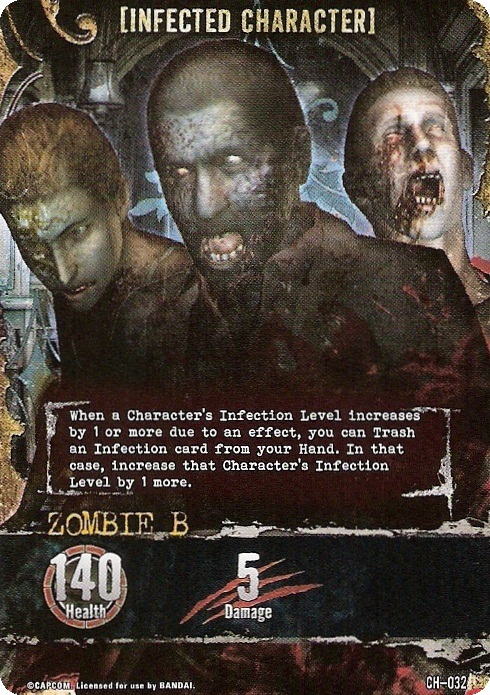 [INFECTED CHARACTER]
When a Character's Infection Level increases
by 1 or more due to an effect, you can Trash
an Infection card from your Hand. In that
case, increase that Character's Infection
Level by 1 more.
ZOMBIE B
140
Health
5
Damage
©CAPCOM. Licensed for use by BANDAI.
CH-032